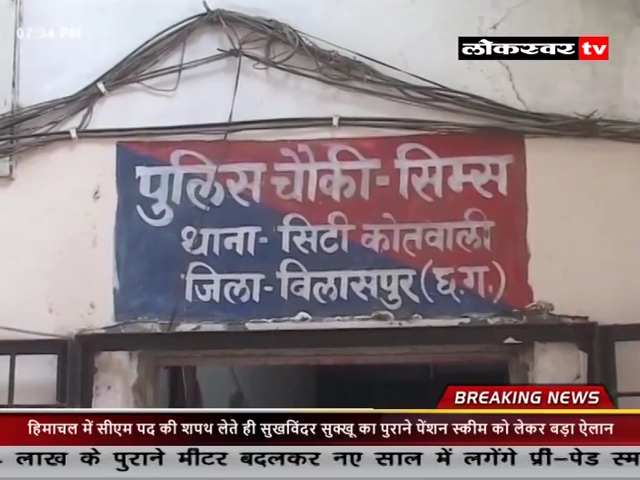 07:34 PM
लोकस्वर tv
पुलिस चौकी - सिम्स
थाना - सिटी कोतवाली
जिला - बिलासपुर (छ.ग.)
BREAKING NEWS
हिमाचल में सीएम पद की शपथ लेते ही सुखविंदर सुक्खू का पुराने पेंशन स्कीम को लेकर बड़ा ऐलान
लाख के पुराने मीटर बदलकर नए साल में लगेंगे प्री-पेड स्म